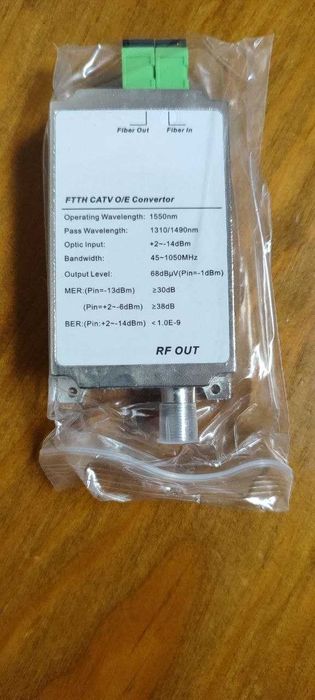 Fiber Out Fiber In
FTTH CATV O/E Convertor
Operating Wavelength: 1550nm
Pass Wavelength: 1310/1490nm
Optic Input: +2~-14dBm
Bandwidth: 45~1050MHz
Output Level: 68dBμV(Pin=-1dBm)
MER:(Pin=-13dBm) ≥30dB
(Pin=+2~-6dBm) ≥38dB
BER:(Pin:+2~-14dBm) <1.0E-9
RF OUT